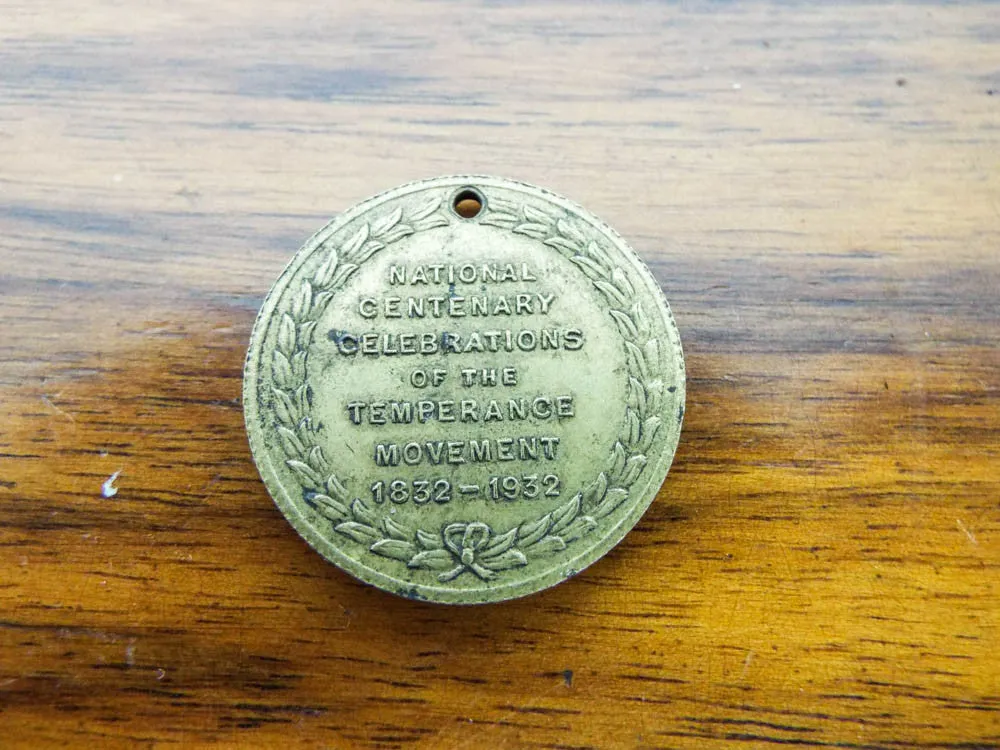 NATIONAL
CENTENARY
CELEBRATIONS
OF THE
TEMPERANCE
MOVEMENT
1832-1932